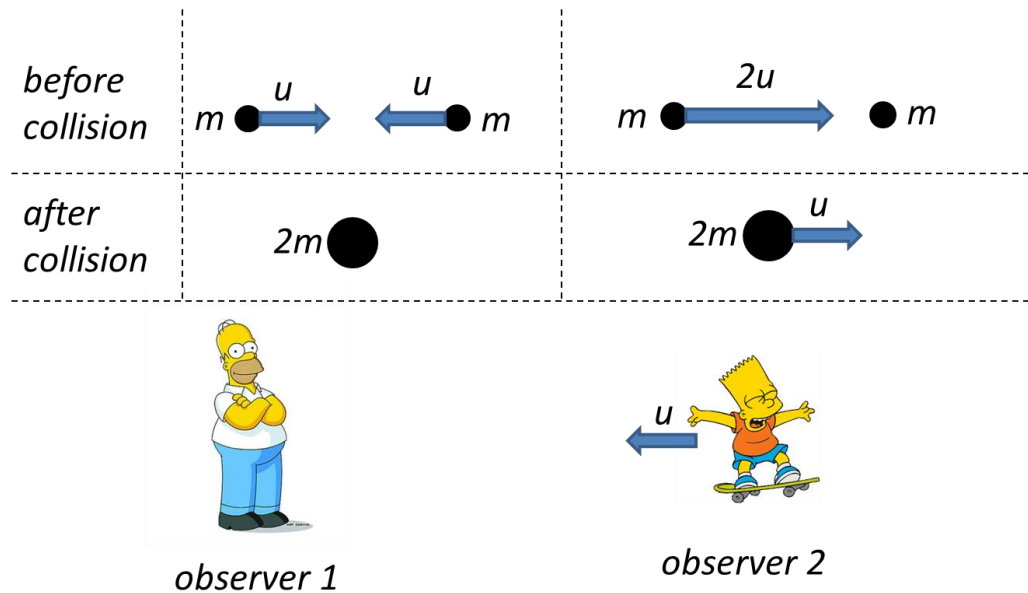 before
collision
m
u
u
m
m
2u
m
after
collision
2m
2m
u
u
observer 1
observer 2